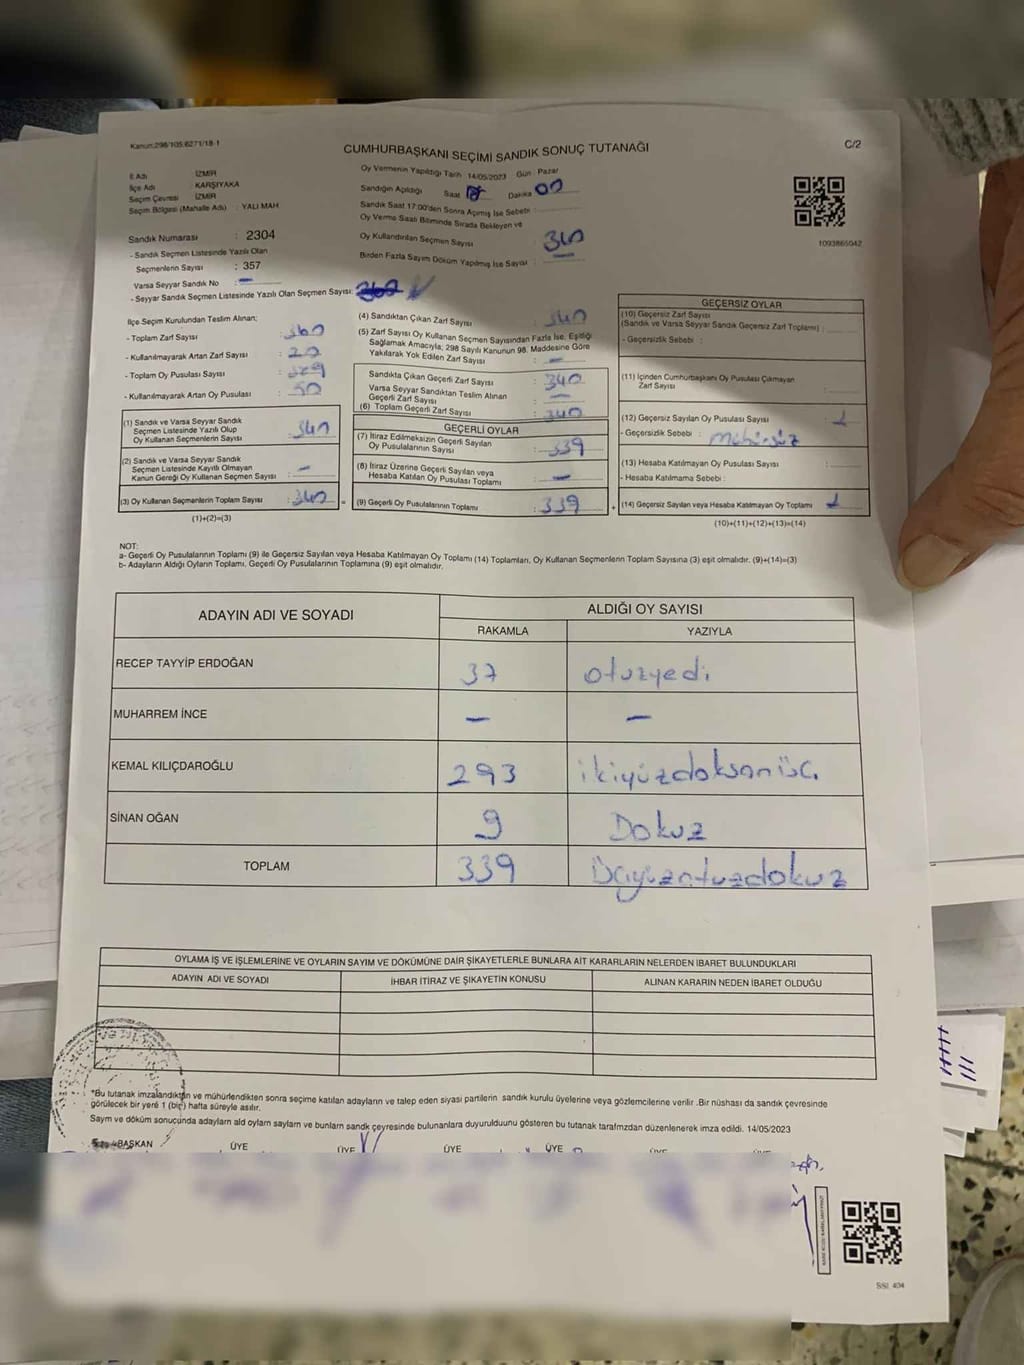 Kanun:298/105;6271/18-1
CUMHURBAŞKANI SEÇİMİ SANDIK SONUÇ TUTANAĞI
C/2
İl Adı : İZMİR
İlçe Adı : KARŞIYAKA
Seçim Çevresi : İZMİR
Seçim Bölgesi (Mahalle Adı) : YALI MAH
Sandık Numarası : 2304
- Sandık Seçmen Listesinde Yazılı Olan
Seçmenlerin Sayısı : 357
Varsa Seyyar Sandık No : -
- Seyyar Sandık Seçmen Listesinde Yazılı Olan Seçmen Sayısı:
Oy Vermenin Yapıldığı Tarih 14/05/2023 Gün : Pazar
Sandığın Açıldığı Saat Dakika 00
Sandık Saat 17:00'den Sonra Açımış İse Sebebi :
Oy Verme Saati Bitiminde Sırada Bekleyen ve
Oy Kullandırılan Seçmen Sayısı : 340
Birden Fazla Sayım Döküm Yapılmış İse Sayısı :
1093865042
İlçe Seçim Kurulundan Teslim Alınan;
- Toplam Zarf Sayısı : 360
- Kullanılmayarak Artan Zarf Sayısı : 20
- Toplam Oy Pusulası Sayısı :
- Kullanılmayarak Artan Oy Pusulası : 50
(1) Sandık ve Varsa Seyyar Sandık
Seçmen Listesinde Yazılı Olup
Oy Kullanan Seçmenlerin Sayısı : 340
(2) Sandık ve Varsa Seyyar Sandık
Seçmen Listesinde Kayıtlı Olmayan
Kanun Gereği Oy Kullanan Seçmen Sayısı : -
(3) Oy Kullanan Seçmenlerin Toplam Sayısı : 340 =
(1)+(2)=(3)
(4) Sandıktan Çıkan Zarf Sayısı : 340
(5) Zarf Sayısı Oy Kullanan Seçmen Sayısından Fazla İse, Eşitliği
Sağlamak Amacıyla; 298 Sayılı Kanunun 98. Maddesine Göre
Yakılarak Yok Edilen Zarf Sayısı : -
Sandıkta Çıkan Geçerli Zarf Sayısı : 340
Varsa Seyyar Sandıktan Teslim Alınan
Geçerli Zarf Sayısı : -
(6) Toplam Geçerli Zarf Sayısı : 340
GEÇERLİ OYLAR
(7) İtiraz Edilmeksizin Geçerli Sayılan
Oy Pusulalarının Sayısı : 339
(8) İtiraz Üzerine Geçerli Sayılan veya
Hesaba Katılan Oy Pusulası Toplamı : -
(9) Geçerli Oy Pusulalarının Toplamı : 339 +
GEÇERSİZ OYLAR
(10) Geçersiz Zarf Sayısı
(Sandık ve Varsa Seyyar Sandık Geçersiz Zarf Toplamı) :
- Geçersizlik Sebebi :
(11) İçinden Cumhurbaşkanı Oy Pusulası Çıkmayan
Zarf Sayısı :
(12) Geçersiz Sayılan Oy Pusulası Sayısı : 1
- Geçersizlik Sebebi : mühürsüz
(13) Hesaba Katılmayan Oy Pusulası Sayısı :
- Hesaba Katılmama Sebebi :
(14) Geçersiz Sayılan veya Hesaba Katılmayan Oy Toplamı : 1
(10)+(11)+(12)+(13)=(14)
NOT:
a- Geçerli Oy Pusulalarının Toplamı (9) ile Geçersiz Sayılan veya Hesaba Katılmayan Oy Toplamı (14) Toplamları, Oy Kullanan Seçmenlerin Toplam Sayısına (3) eşit olmalıdır. (9)+(14)=(3)
b- Adayların Aldığı Oyların Toplamı, Geçerli Oy Pusulalarının Toplamına (9) eşit olmalıdır.
ADAYIN ADI VE SOYADI
ALDIĞI OY SAYISI
RAKAMLA YAZIYLA
RECEP TAYYİP ERDOĞAN 37 otuzyedi
MUHARREM İNCE - -
KEMAL KILIÇDAROĞLU 293 ikiyüzdoksanüç
SİNAN OĞAN 9 Dokuz
TOPLAM 339 Üçyüzotuzdokuz
OYLAMA İŞ VE İŞLEMLERİNE VE OYLARIN SAYIM VE DÖKÜMÜNE DAİR ŞİKAYETLERLE BUNLARA AİT KARARLARIN NELERDEN İBARET BULUNDUKLARI
ADAYIN ADI VE SOYADI İHBAR İTİRAZ VE ŞİKAYETİN KONUSU ALINAN KARARIN NEDEN İBARET OLDUĞU
*Bu tutanak imzalandıktan ve mühürlendikten sonra seçime katılan adayların ve talep eden siyasi partilerin sandık kurulu üyelerine veya gözlemcilerine verilir .Bir nüshası da sandık çevresinde
görülecek bir yere 1 (bir) hafta süreyle asılır.
Sayım ve döküm sonucunda adayların ald oyların sayıları ve bunların sandk çevresinde bulunanlara duyurulduunu gösteren bu tutanak tarafmzdan düzenlenerek imza edildi. 14/05/2023
BAŞKAN ÜYE ÜYE ÜYE ÜYE
SSI. 404